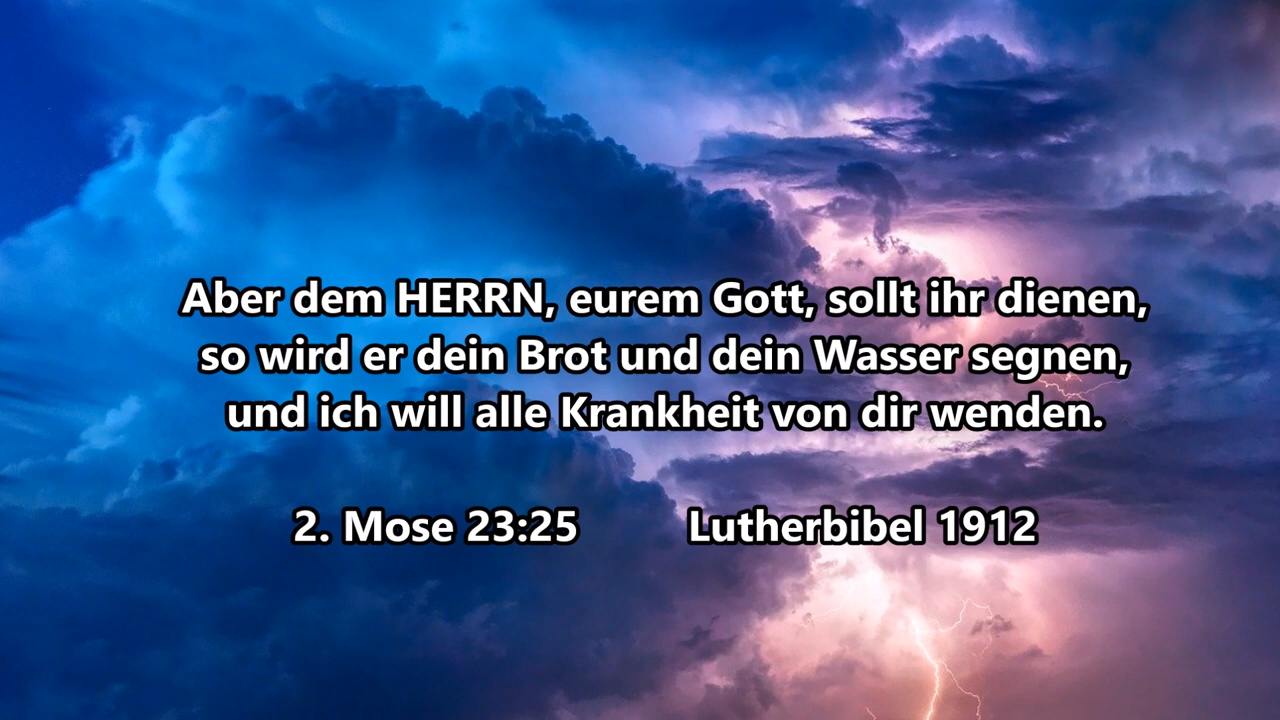 Aber dem HERRN, eurem Gott, sollt ihr dienen,
so wird er dein Brot und dein Wasser segnen,
und ich will alle Krankheit von dir wenden.
2. Mose 23:25 Lutherbibel 1912